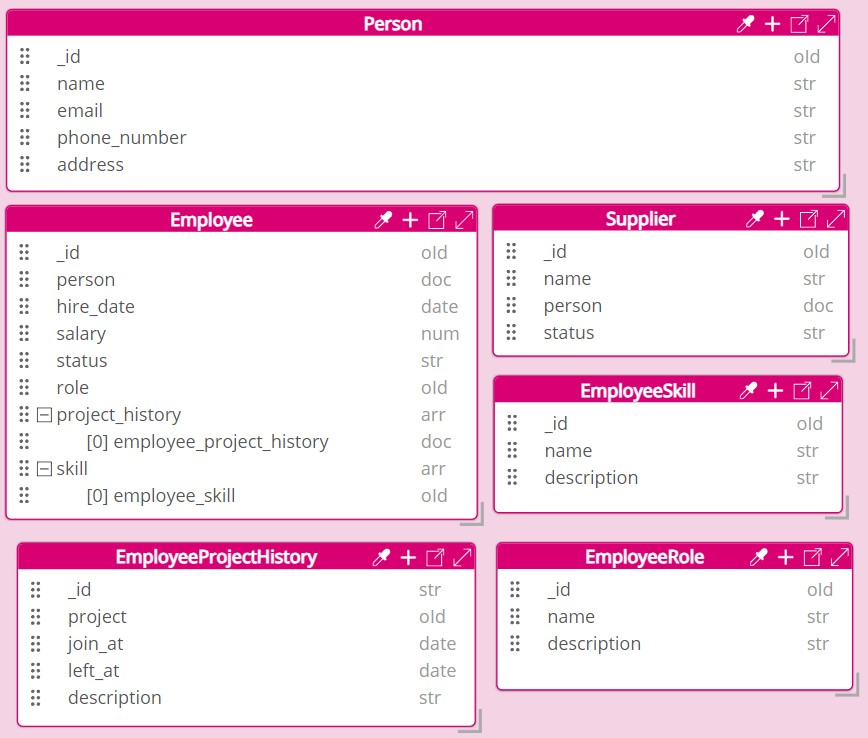 Person
_id oId
name str
email str
phone_number str
address str
Employee
_id oId
person doc
hire_date date
salary num
status str
role oId
project_history arr
[0] employee_project_history doc
skill arr
[0] employee_skill oId
Supplier
_id oId
name str
person doc
status str
EmployeeSkill
_id oId
name str
description str
EmployeeProjectHistory
_id str
project oId
join_at date
left_at date
description str
EmployeeRole
_id oId
name str
description str